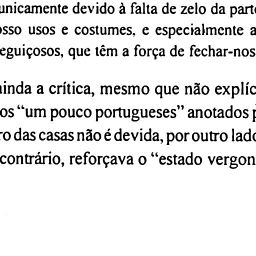 unicamente devido à falta de zelo da part
osso usos e costumes, e especialmente a
eguiçosos, que têm a força de fechar-nos
ainda a crítica, mesmo que não explíc
os “um pouco portugueses” anotados p
ro das casas não é devida, por outro lado
contrário, reforçava o “estado vergon